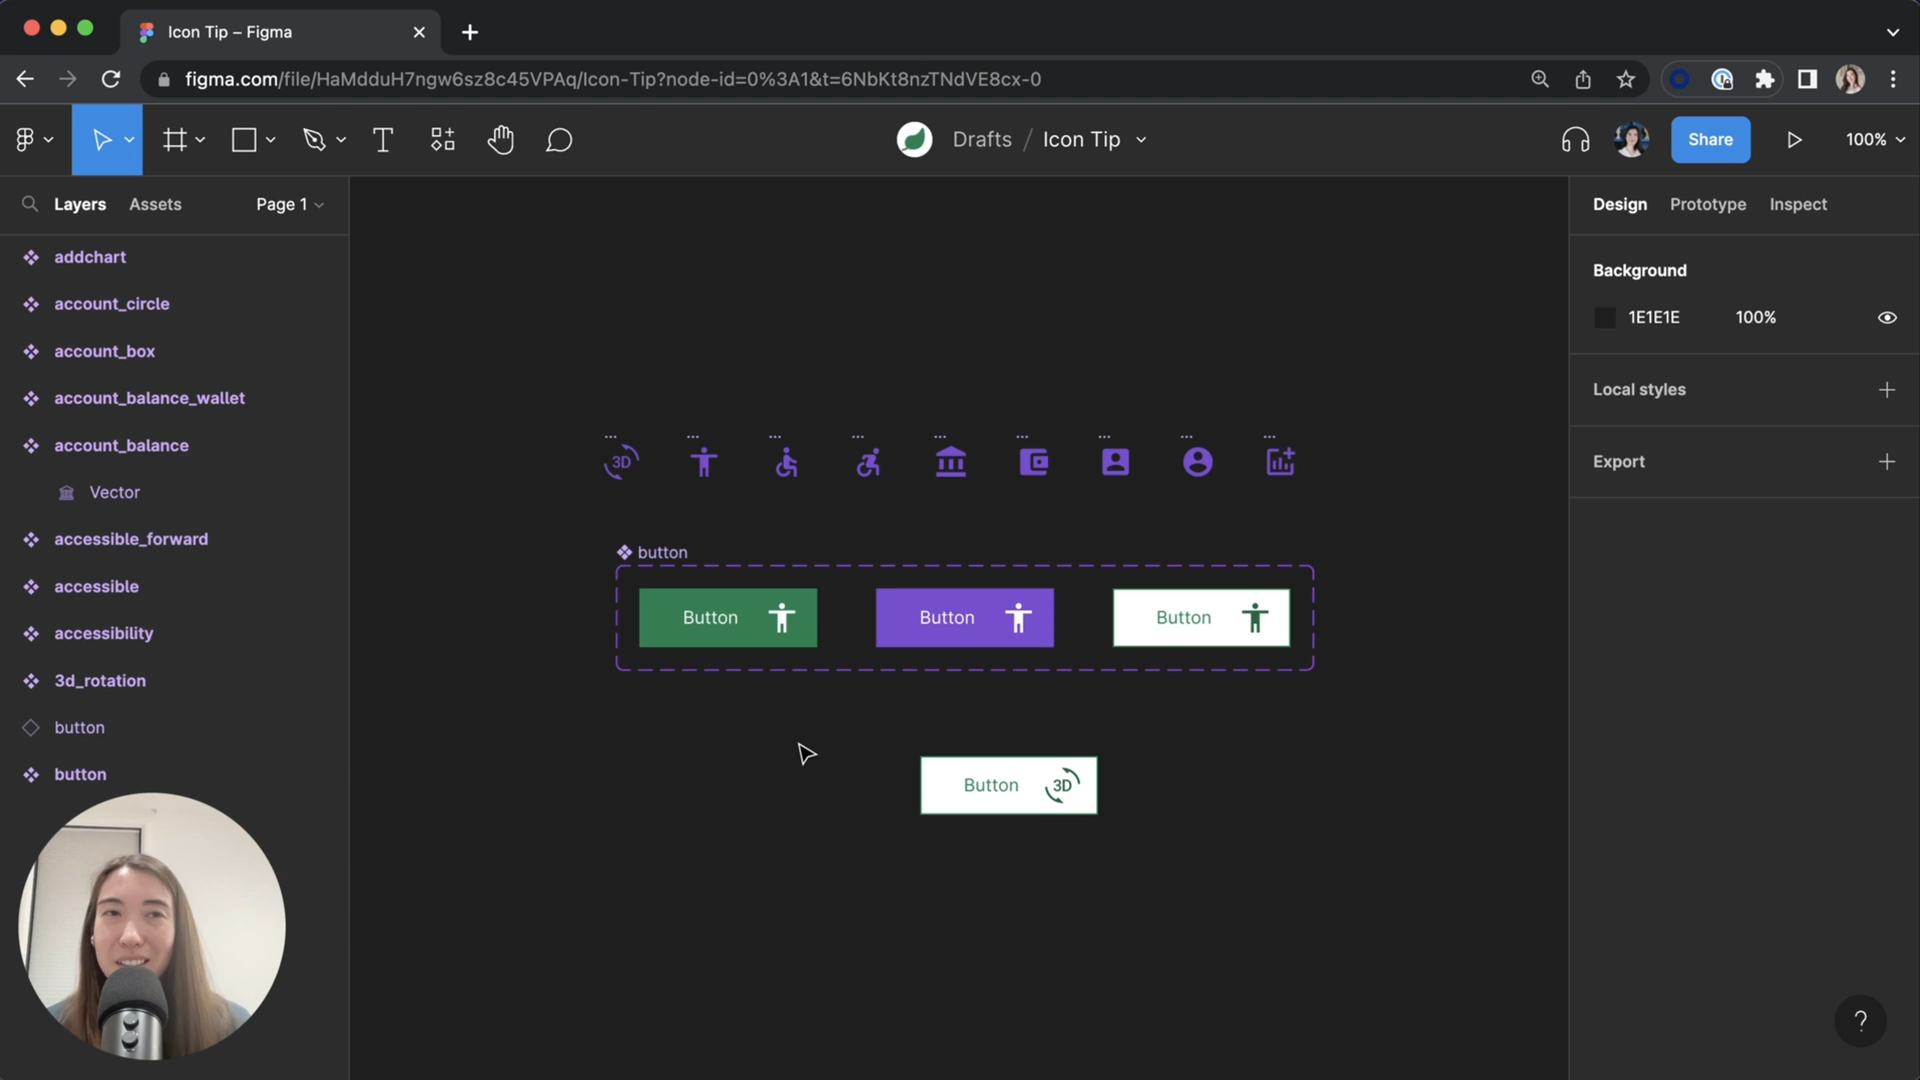 Icon Tip – Figma
figma.com/file/HaMdduH7ngw6sz8c45VPAq/Icon-Tip?node-id=0%3A1&t=6NbKt8nzTNdVE8cx-0
Drafts / Icon Tip
Share
100%
Layers Assets Page 1
addchart
account_circle
account_box
account_balance_wallet
account_balance
Vector
accessible_forward
accessible
accessibility
3d_rotation
button
button
... ... ... ... ... ... ... ... ...
3D
button
Button Button Button
Button 3D
Design Prototype Inspect
Background
1E1E1E 100%
Local styles
Export
?